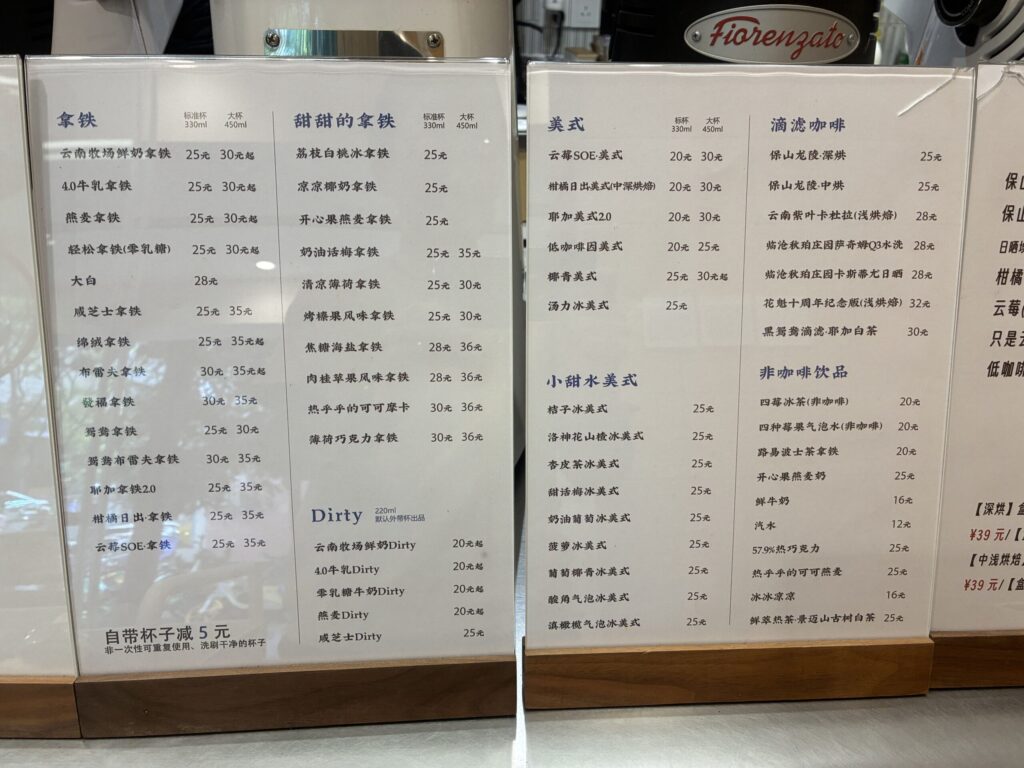 拿铁 标准杯 330ml 大杯 450ml
云南牧场鲜奶拿铁 25元 30元起
4.0牛乳拿铁 25元 30元起
燕麦拿铁 25元 30元起
轻松拿铁(零乳糖) 25元 30元起
大白 28元
咸芝士拿铁 25元 35元
绵绒拿铁 25元 35元起
布雷夫拿铁 30元 35元起
發福拿铁 30元 35元
鸳鸯拿铁 25元 30元
鸳鸯布雷夫拿铁 30元 35元
耶加拿铁2.0 25元 35元
柑橘日出·拿铁 25元 35元
云莓SOE·拿铁 25元 35元
自带杯子减 5 元
非一次性可重复使用、洗刷干净的杯子
甜甜的拿铁 标准杯 330ml 大杯 450ml
荔枝白桃冰拿铁 25元
凉凉椰奶拿铁 25元
开心果燕麦拿铁 25元
奶油话梅拿铁 25元 35元
清凉薄荷拿铁 25元 30元
烤榛果风味拿铁 25元 30元
焦糖海盐拿铁 28元 36元
肉桂苹果风味拿铁 28元 36元
热乎乎的可可摩卡 30元 36元
薄荷巧克力拿铁 30元 36元
Dirty 220ml 默认外带杯出品
云南牧场鲜奶Dirty 20元起
4.0牛乳Dirty 20元起
零乳糖牛奶Dirty 20元起
燕麦Dirty 20元起
咸芝士Dirty 25元
Fiorenzato
美式 标准杯 330ml 大杯 450ml
云莓SOE·美式 20元 30元
柑橘日出美式(中深烘焙) 20元 30元
耶加美式2.0 20元 30元
低咖啡因美式 20元 25元
椰青美式 25元 30元起
汤力冰美式 25元
小甜水美式
桔子冰美式 25元
洛神花山楂冰美式 25元
杏皮茶冰美式 25元
甜话梅冰美式 25元
奶油葡萄冰美式 25元
菠萝冰美式 25元
葡萄椰青冰美式 25元
酸角气泡冰美式 25元
滇橄榄气泡冰美式 25元
滴滤咖啡
保山龙陵·深烘 25元
保山龙陵·中烘 25元
云南紫叶卡杜拉(浅烘焙) 28元
临沧秋珀庄园萨奇姆Q3水洗 28元
临沧秋珀庄园卡斯蒂尤日晒 28元
花魁十周年纪念版(浅烘焙) 32元
黑鸳鸯滴滤·耶加白茶 30元
非咖啡饮品
四莓冰茶(非咖啡) 20元
四种莓果气泡水(非咖啡) 20元
路易波士茶拿铁 20元
开心果燕麦奶 25元
鲜牛奶 16元
汽水 12元
57.9%热巧克力 25元
热乎乎的可可燕麦 25元
冰冰凉凉 16元
鲜萃热茶·景迈山古树白茶 25元
保山
保山
日晒
柑橘
云莓
只是云
低咖啡
【深烘】盒
¥39 元/【
【中浅烘焙】
¥39 元/【盒